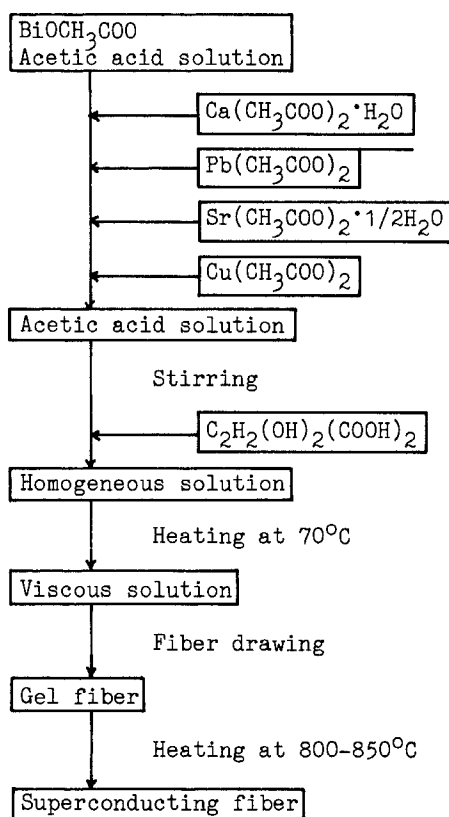 BiOCH₃COO
Acetic acid solution
Ca(CH₃COO)₂·H₂O
Pb(CH₃COO)₂
Sr(CH₃COO)₂·1/2H₂O
Cu(CH₃COO)₂
Acetic acid solution
Stirring
C₂H₂(OH)₂(COOH)₂
Homogeneous solution
Heating at 70°C
Viscous solution
Fiber drawing
Gel fiber
Heating at 800-850°C
Superconducting fiber